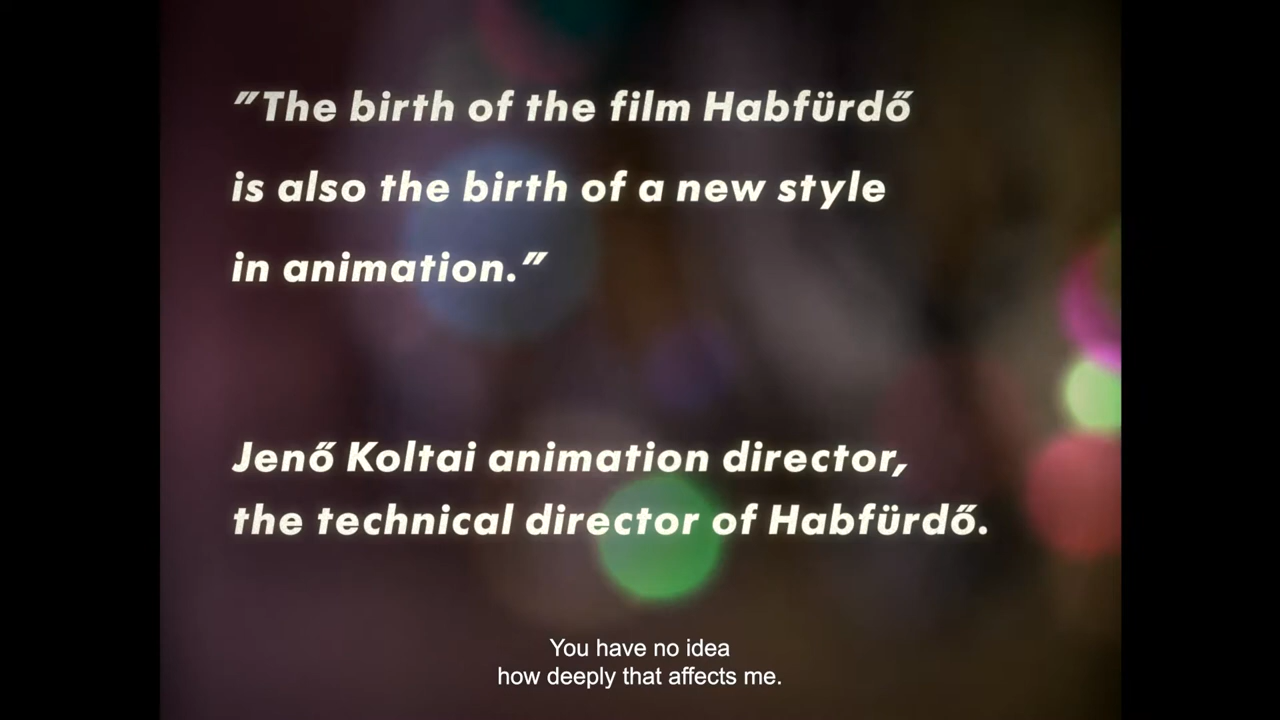 "The birth of the film Habfürdő
is also the birth of a new style
in animation."
Jenő Koltai animation director,
the technical director of Habfürdő.
You have no idea
how deeply that affects me.